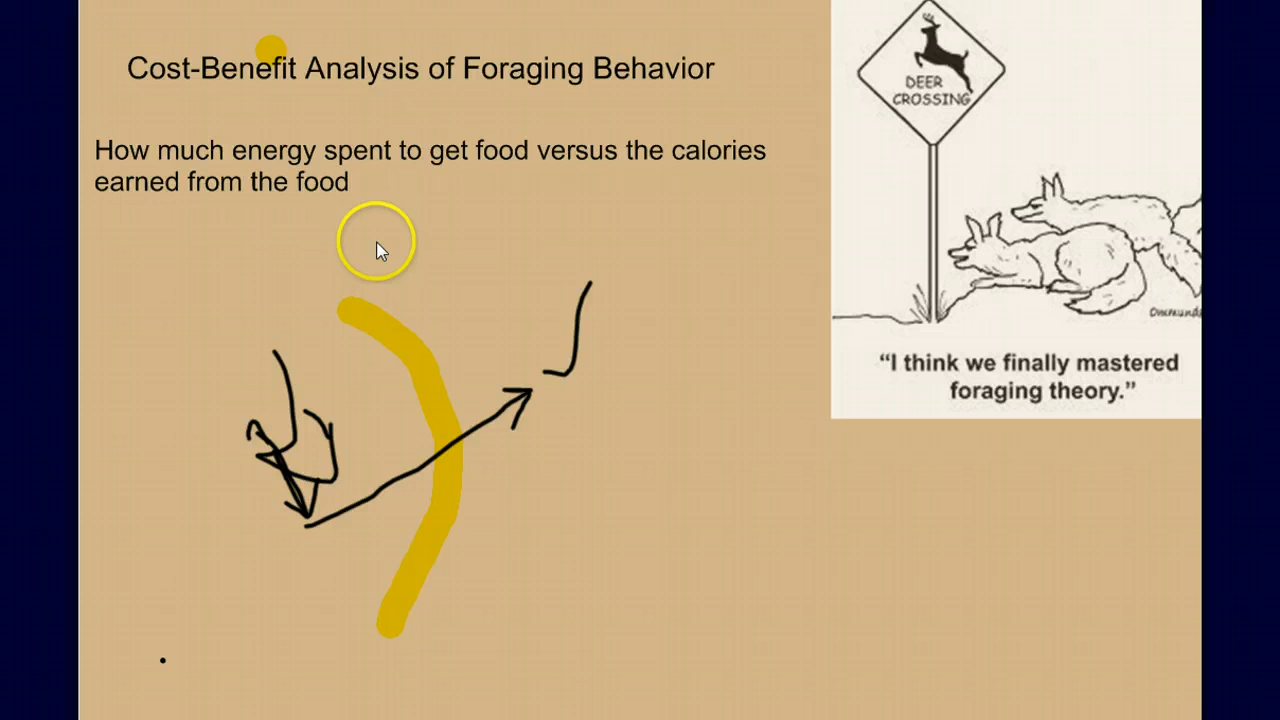 Cost-Benefit Analysis of Foraging Behavior
How much energy spent to get food versus the calories
earned from the food
DEER
CROSSING
“I think we finally mastered
foraging theory.”